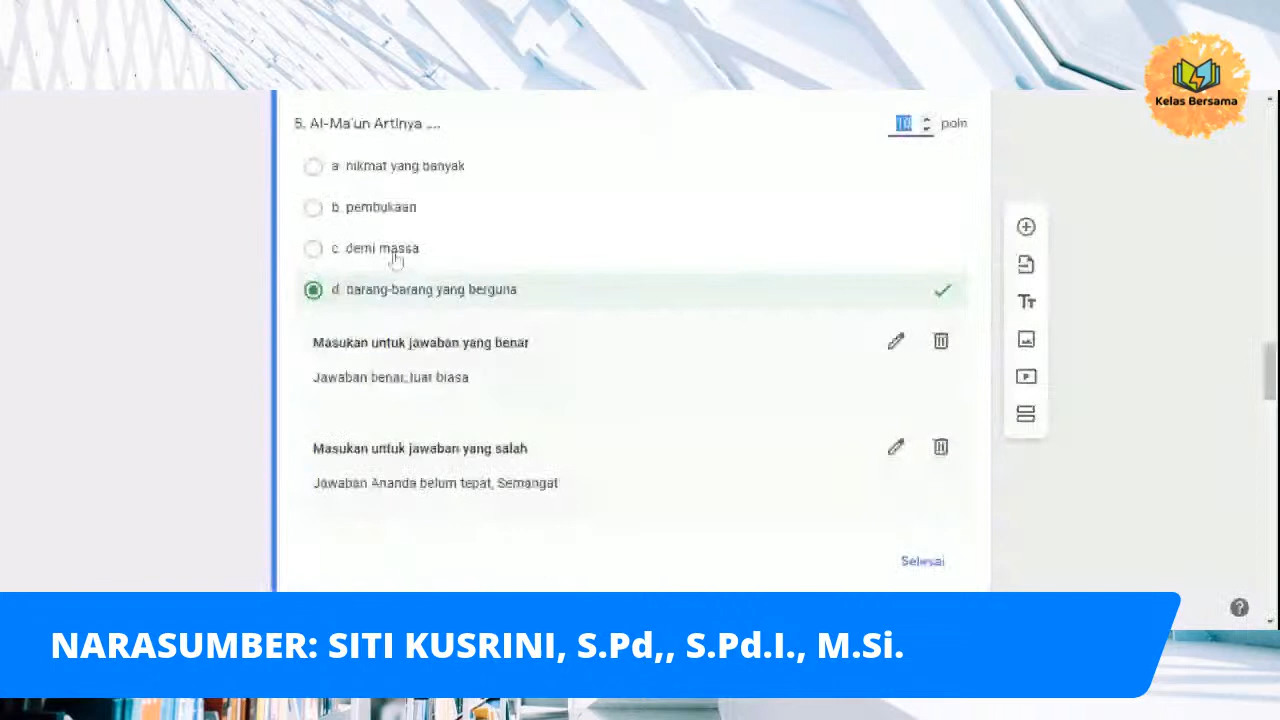 Kelas Bersama
5. Al-Ma'un Artinya ....
10 poin
a. nikmat yang banyak
b. pembukaan
c. demi massa
d. barang-barang yang berguna
Masukan untuk jawaban yang benar
Jawaban benar, luar biasa
Masukan untuk jawaban yang salah
Jawaban Ananda belum tepat, Semangat
Selesai
NARASUMBER: SITI KUSRINI, S.Pd,, S.Pd.I., M.Si.